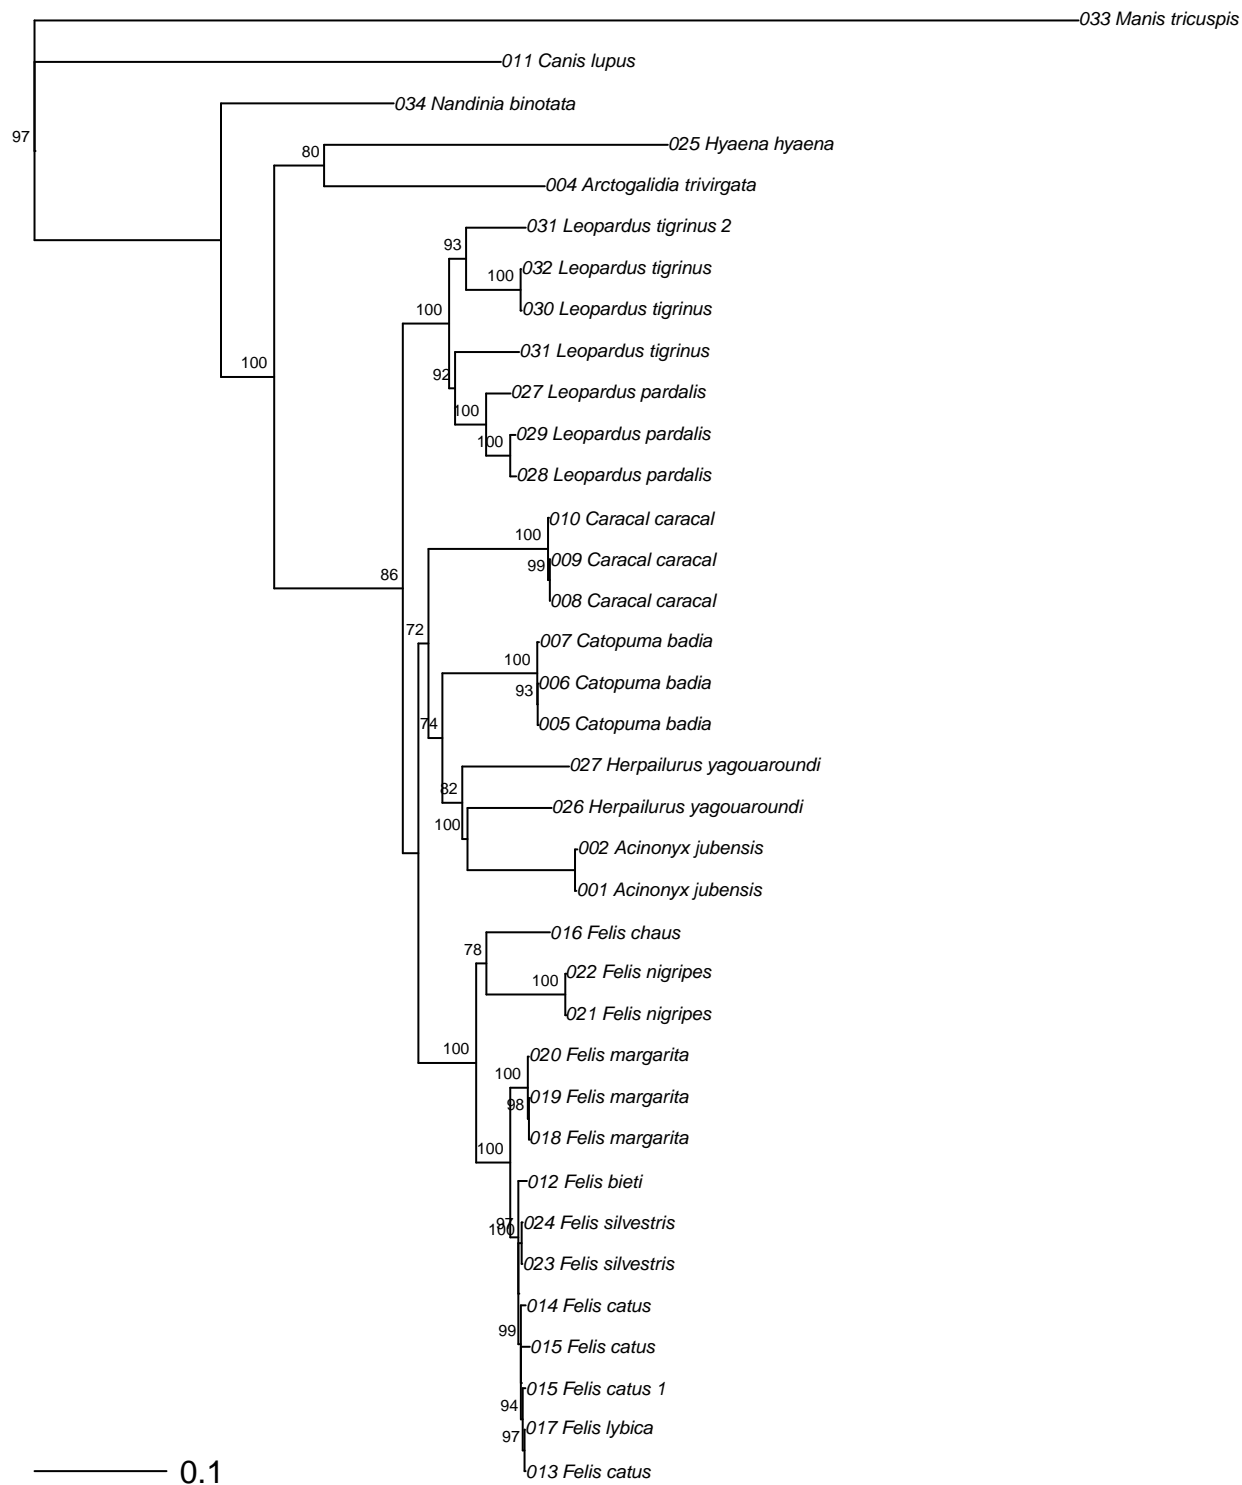 033 Manis tricuspis
011 Canis lupus
034 Nandinia binotata
97
025 Hyaena hyaena
80
004 Arctogalidia trivirgata
031 Leopardus tigrinus 2
93
032 Leopardus tigrinus
100
030 Leopardus tigrinus
100
031 Leopardus tigrinus
100
92
027 Leopardus pardalis
100
029 Leopardus pardalis
100
028 Leopardus pardalis
010 Caracal caracal
100
009 Caracal caracal
99
86
008 Caracal caracal
72
007 Catopuma badia
100
006 Catopuma badia
93
005 Catopuma badia
74
027 Herpailurus yagouaroundi
82
026 Herpailurus yagouaroundi
100
002 Acinonyx jubensis
001 Acinonyx jubensis
016 Felis chaus
78
022 Felis nigripes
100
021 Felis nigripes
100
020 Felis margarita
100
019 Felis margarita
98
018 Felis margarita
100
012 Felis bieti
97
024 Felis silvestris
100
023 Felis silvestris
014 Felis catus
99
015 Felis catus
015 Felis catus 1
94
017 Felis lybica
97
013 Felis catus
0.1